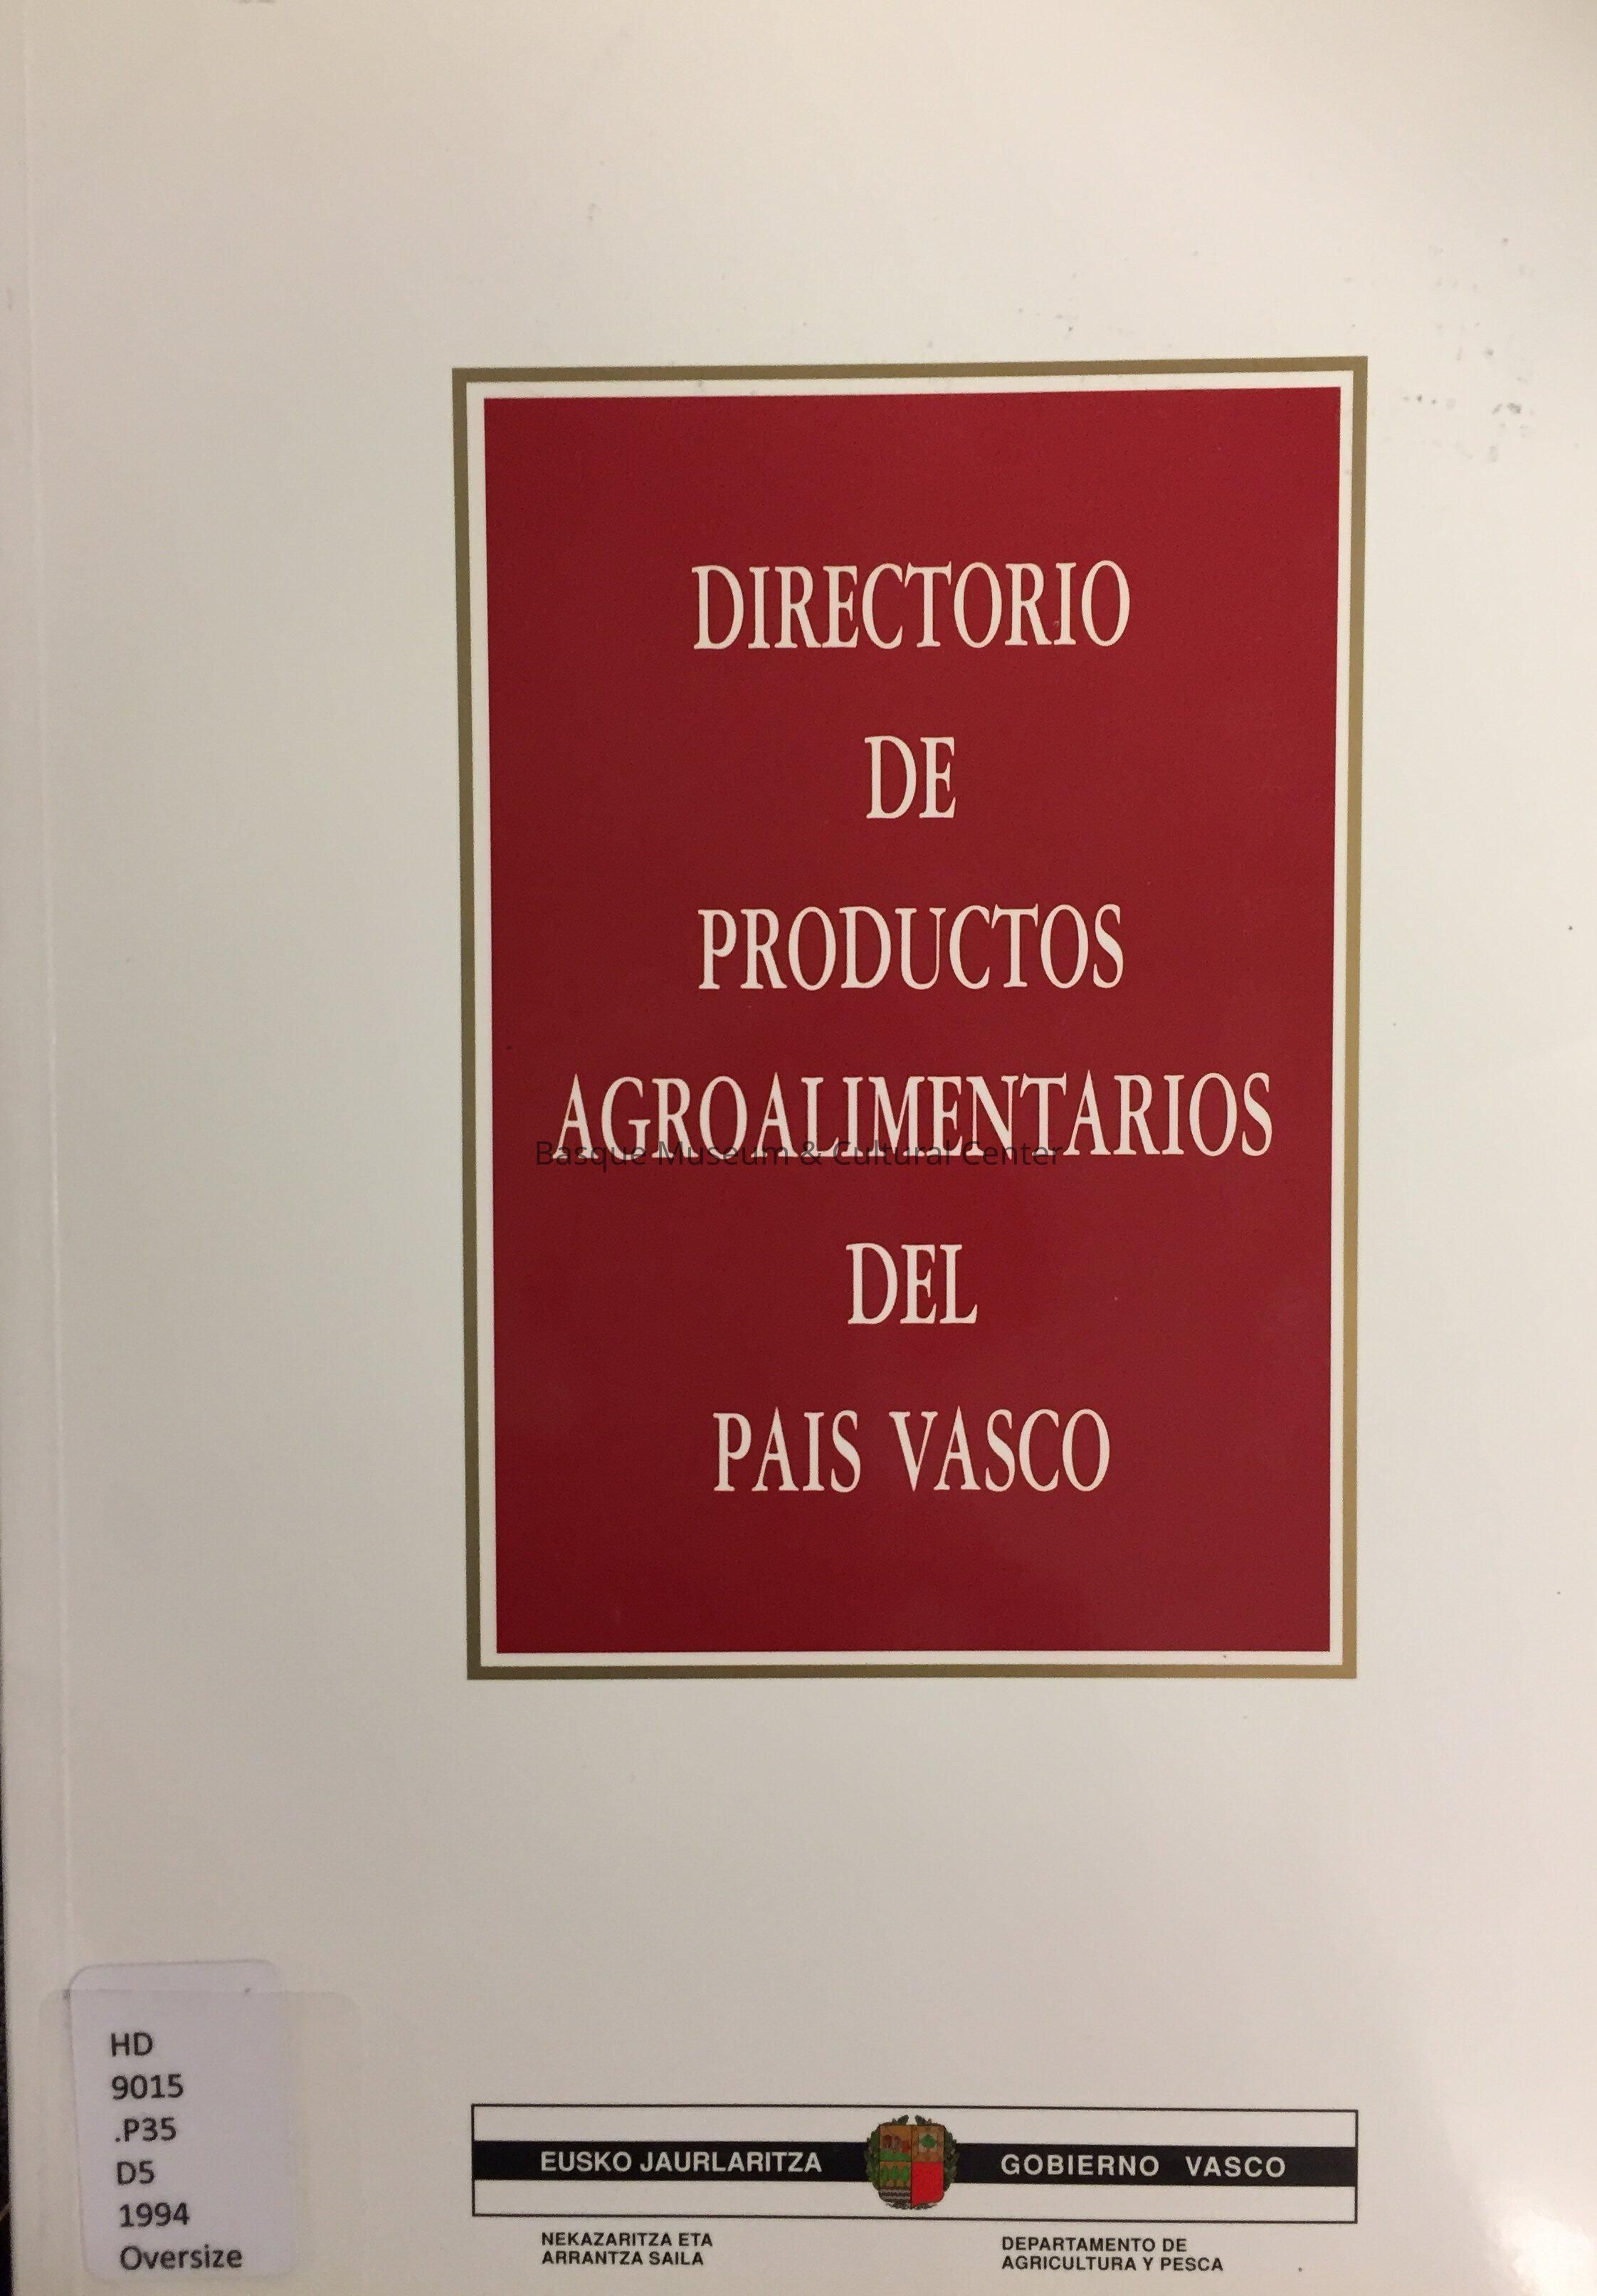 DIRECTORIO
DE
PRODUCTOS
AGROALIMENTARIOS
Basque Museum & Cultural Center
DEL
PAIS VASCO
HD
9015
.P35
D5
1994
Oversize
EUSKO JAURLARITZA
GOBIERNO VASCO
NEKAZARITZA ETA
ARRANTZA SAILA
DEPARTAMENTO DE
AGRICULTURA Y PESCA